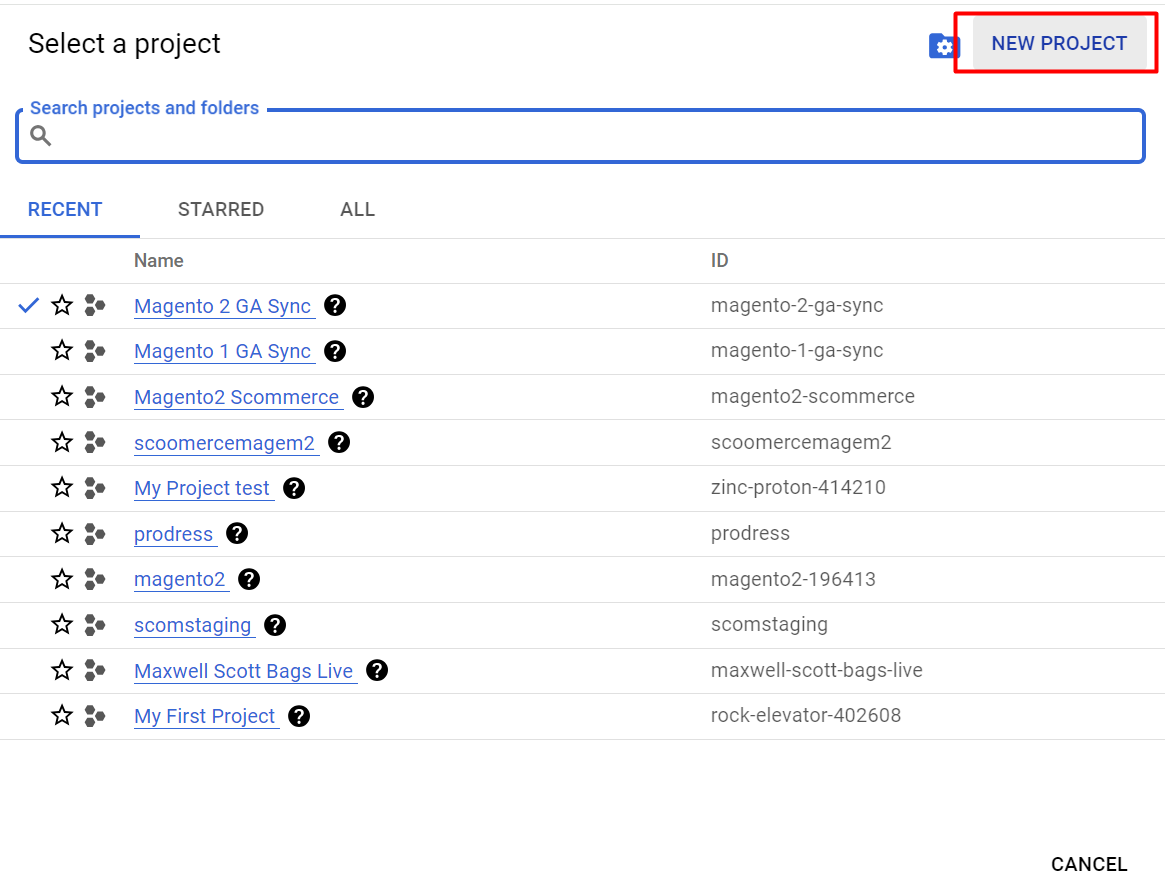 Select a project
NEW PROJECT
Search projects and folders
RECENT STARRED ALL
Name ID
Magento 2 GA Sync ? magento-2-ga-sync
Magento 1 GA Sync ? magento-1-ga-sync
Magento2 Scommerce ? magento2-scommerce
scoomercemagem2 ? scoomercemagem2
My Project test ? zinc-proton-414210
prodress ? prodress
magento2 ? magento2-196413
scomstaging ? scomstaging
Maxwell Scott Bags Live ? maxwell-scott-bags-live
My First Project ? rock-elevator-402608
CANCEL